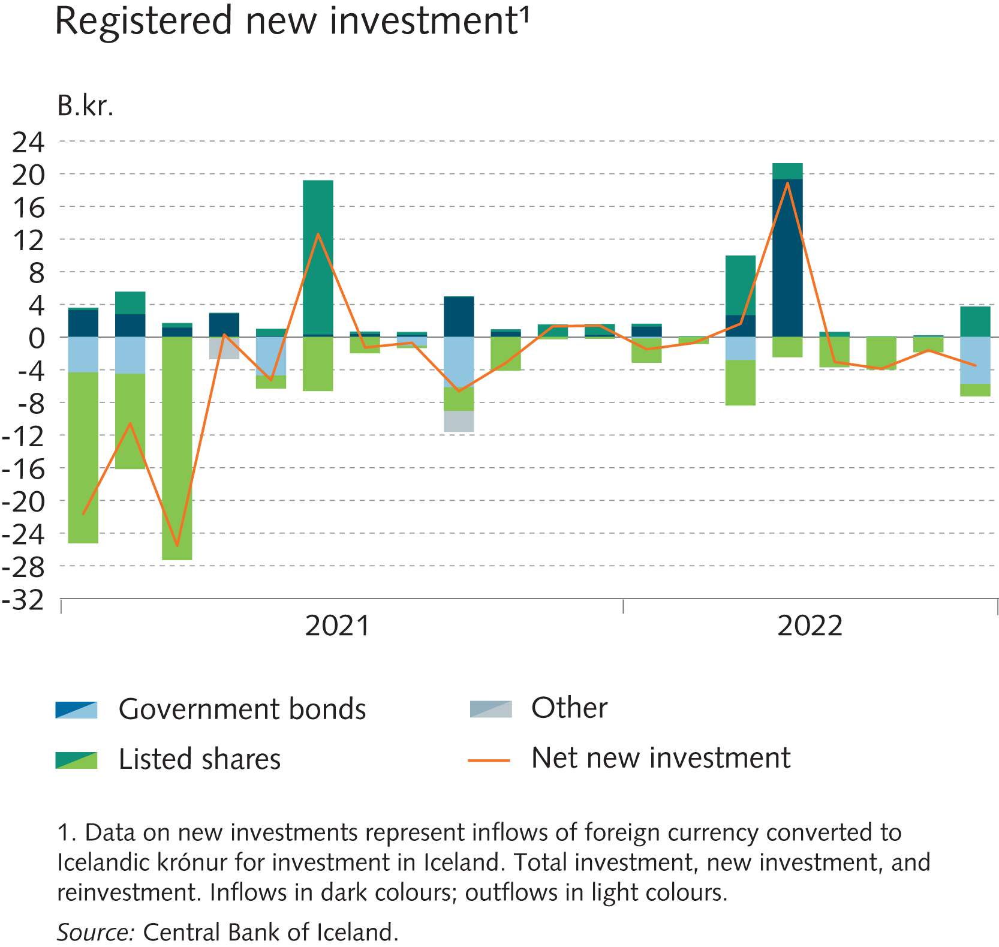 Registered new investment¹
B.kr.
24
20
16
12
8
4
0
-4
-8
-12
-16
-20
-24
-28
-32
2021 2022
Government bonds Other
Listed shares Net new investment
1. Data on new investments represent inflows of foreign currency converted to
Icelandic krónur for investment in Iceland. Total investment, new investment, and
reinvestment. Inflows in dark colours; outflows in light colours.
Source: Central Bank of Iceland.